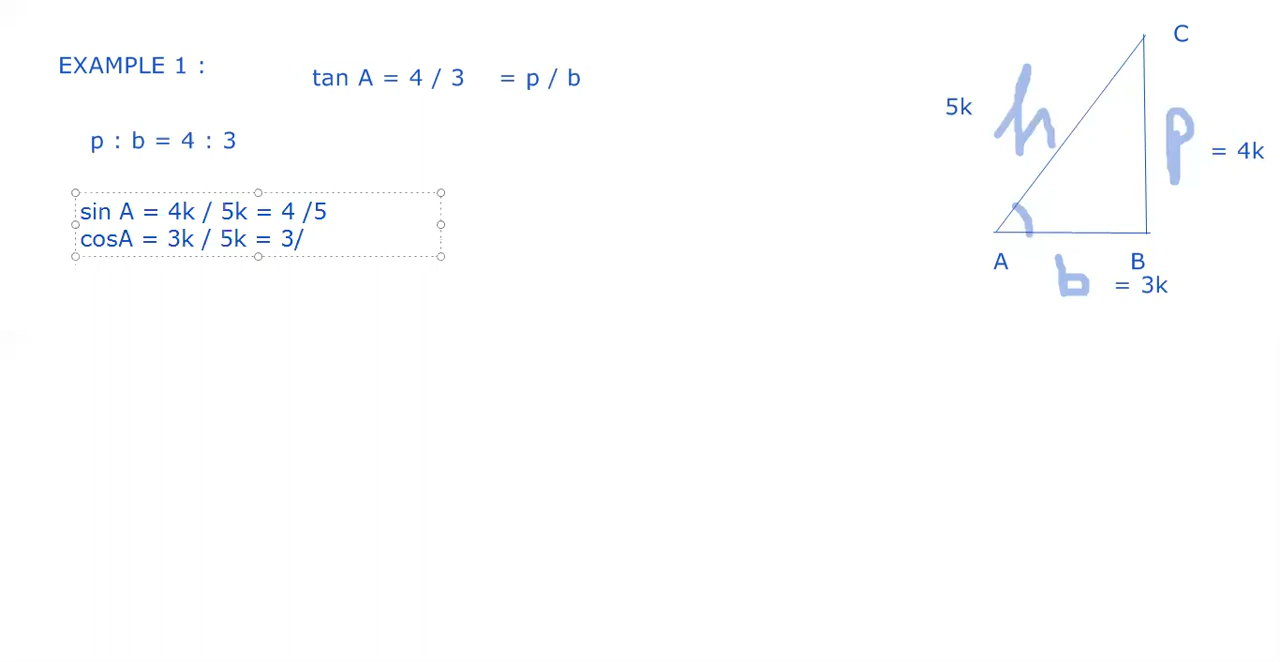 EXAMPLE 1 :
tan A = 4 / 3 = p / b
p : b = 4 : 3
sin A = 4k / 5k = 4 /5
cosA = 3k / 5k = 3/
C
5k
h
p
= 4k
A
B
b
= 3k